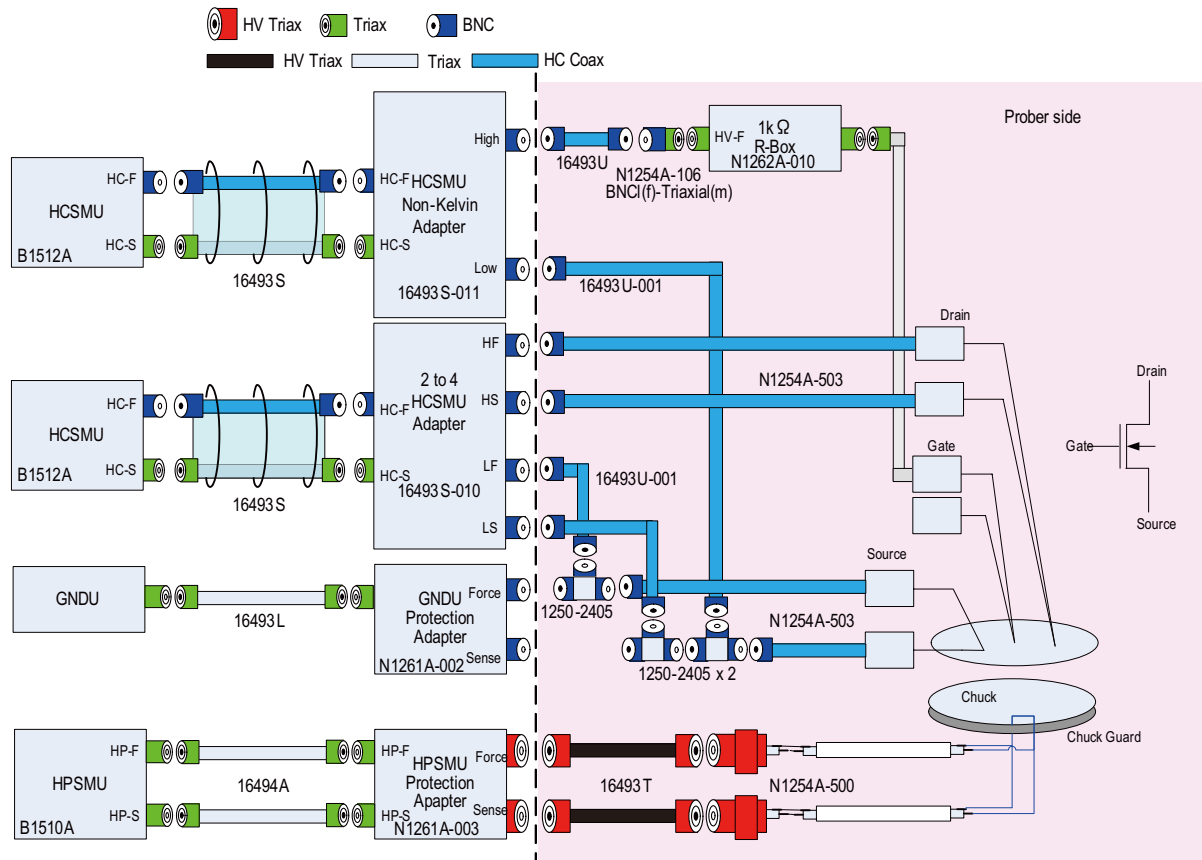 HV Triax
Triax
BNC
HV Triax
Triax
HC Coax
Prober side
HC-F
HCSMU
HC-S
B1512A
16493S
HC-F
HCSMU
Non-Kelvin
Adapter
HC-S
16493S-011
High
Low
16493U
N1254A-106
BNCI(f)-Triaxial(m)
HV-F
1k Ω
R-Box
N1262A-010
16493U-001
HC-F
HCSMU
HC-S
B1512A
16493S
2 to 4
HCSMU
Adapter
HC-F
HC-S
16493S-010
HF
HS
LF
LS
16493U-001
Drain
N1254A-503
Gate
Source
Drain
Gate
Source
GNDU
16493L
GNDU
Protection
Adapter
N1261A-002
Force
Sense
1250-2405
1250-2405 x 2
N1254A-503
Chuck
Chuck Guard
HP-F
HPSMU
HP-S
B1510A
16494A
HP-F
HPSMU
Protection
Apapter
HP-S
N1261A-003
Force
Sense
16493T
N1254A-500